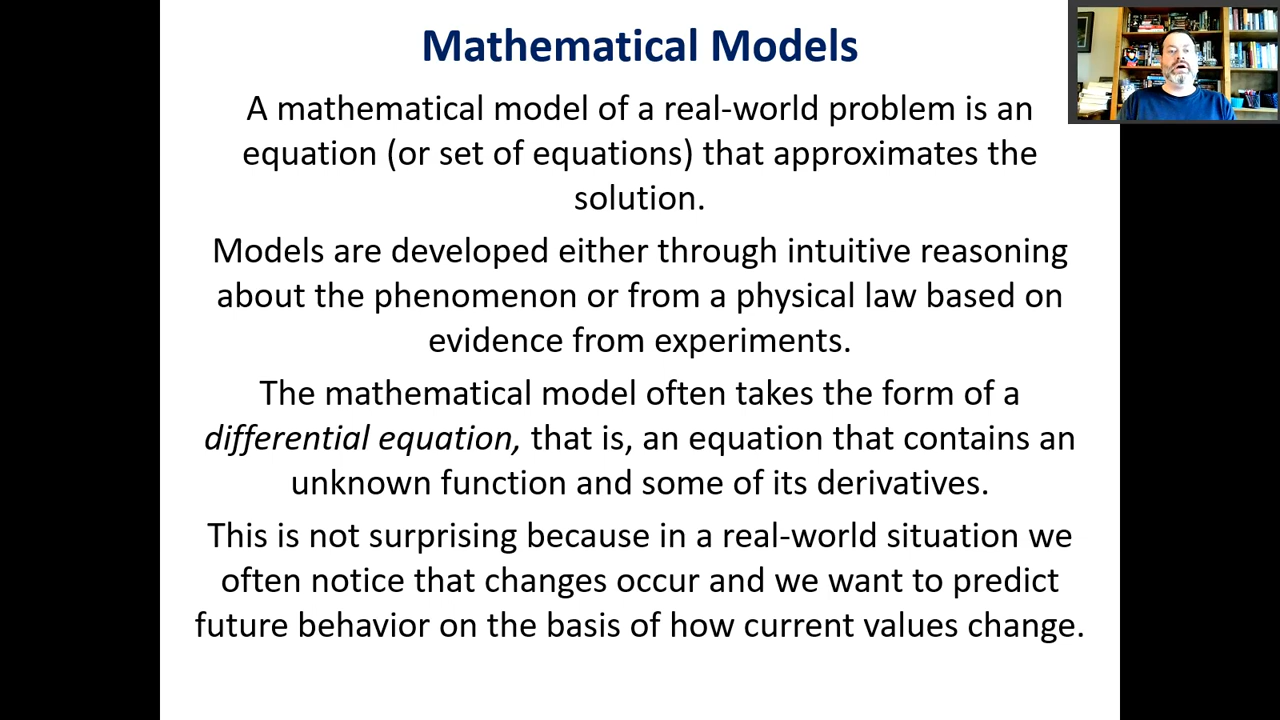 Mathematical Models
A mathematical model of a real-world problem is an
equation (or set of equations) that approximates the
solution.
Models are developed either through intuitive reasoning
about the phenomenon or from a physical law based on
evidence from experiments.
The mathematical model often takes the form of a
differential equation, that is, an equation that contains an
unknown function and some of its derivatives.
This is not surprising because in a real-world situation we
often notice that changes occur and we want to predict
future behavior on the basis of how current values change.